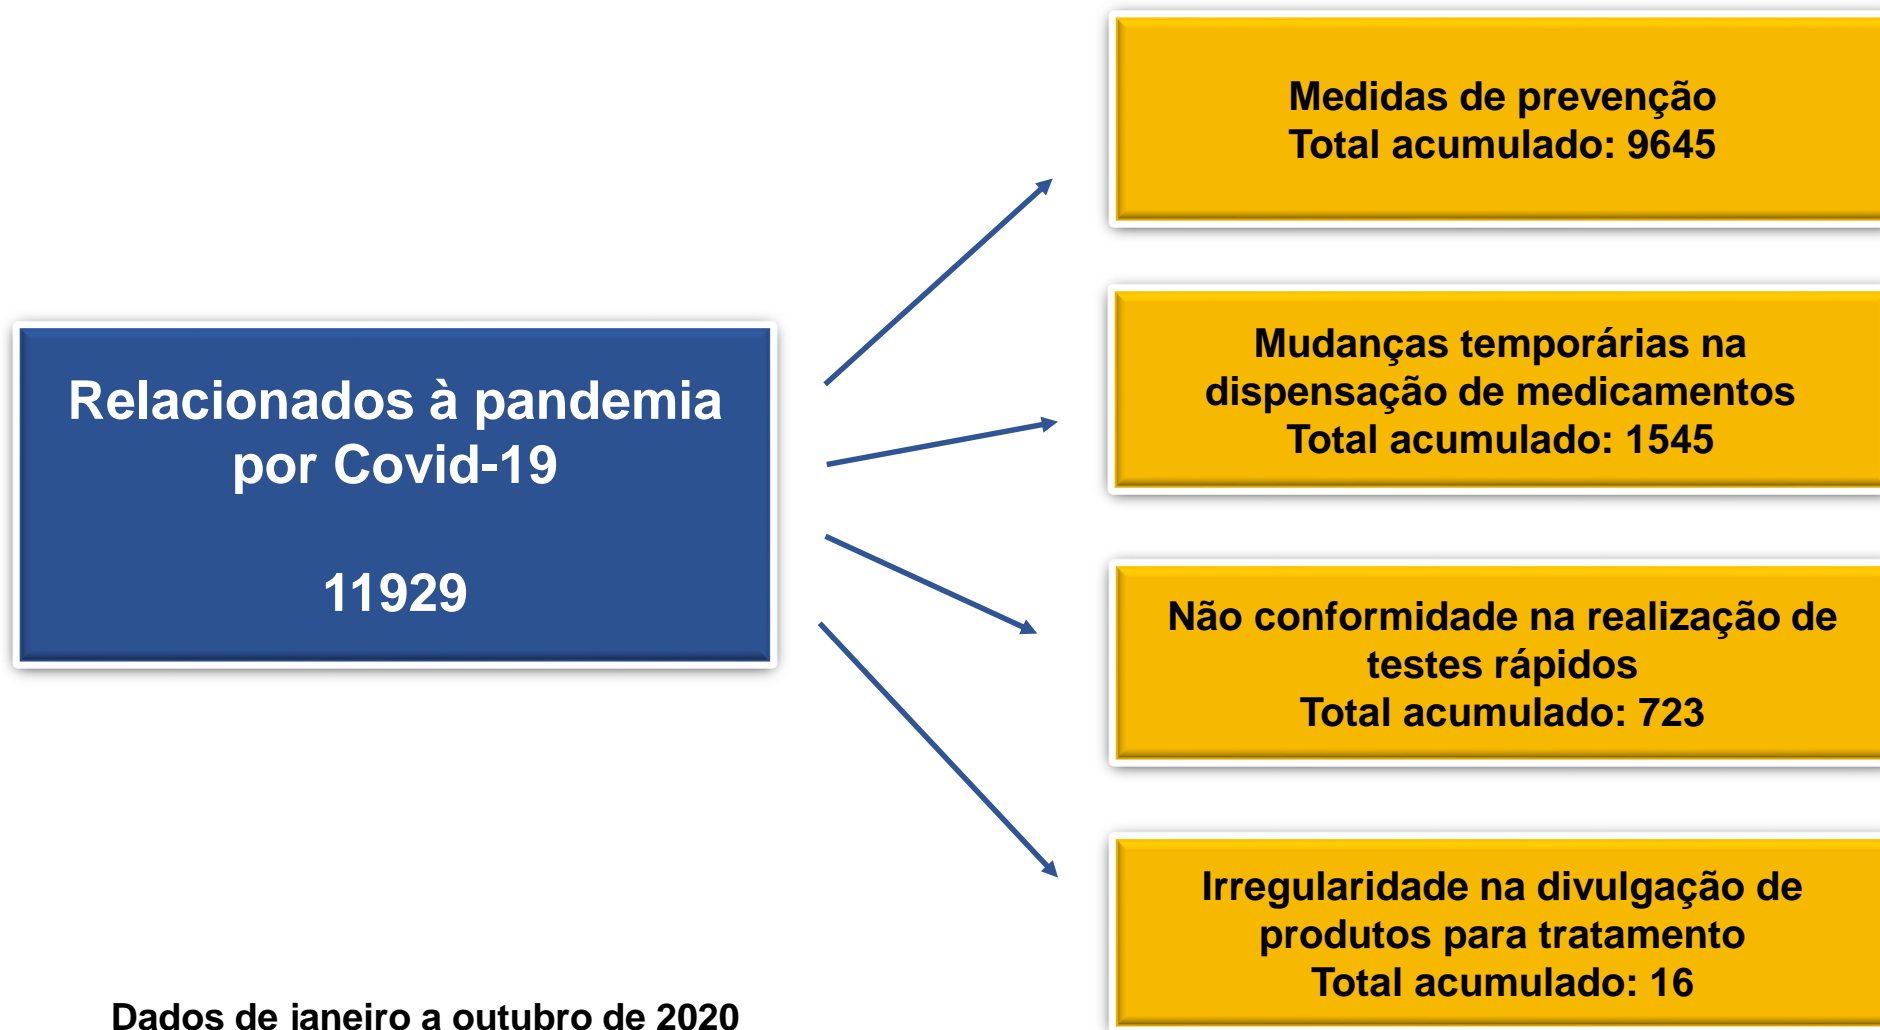 Relacionados à pandemia
por Covid-19
11929
Medidas de prevenção
Total acumulado: 9645
Mudanças temporárias na
dispensação de medicamentos
Total acumulado: 1545
Não conformidade na realização de
testes rápidos
Total acumulado: 723
Irregularidade na divulgação de
produtos para tratamento
Total acumulado: 16
Dados de janeiro a outubro de 2020